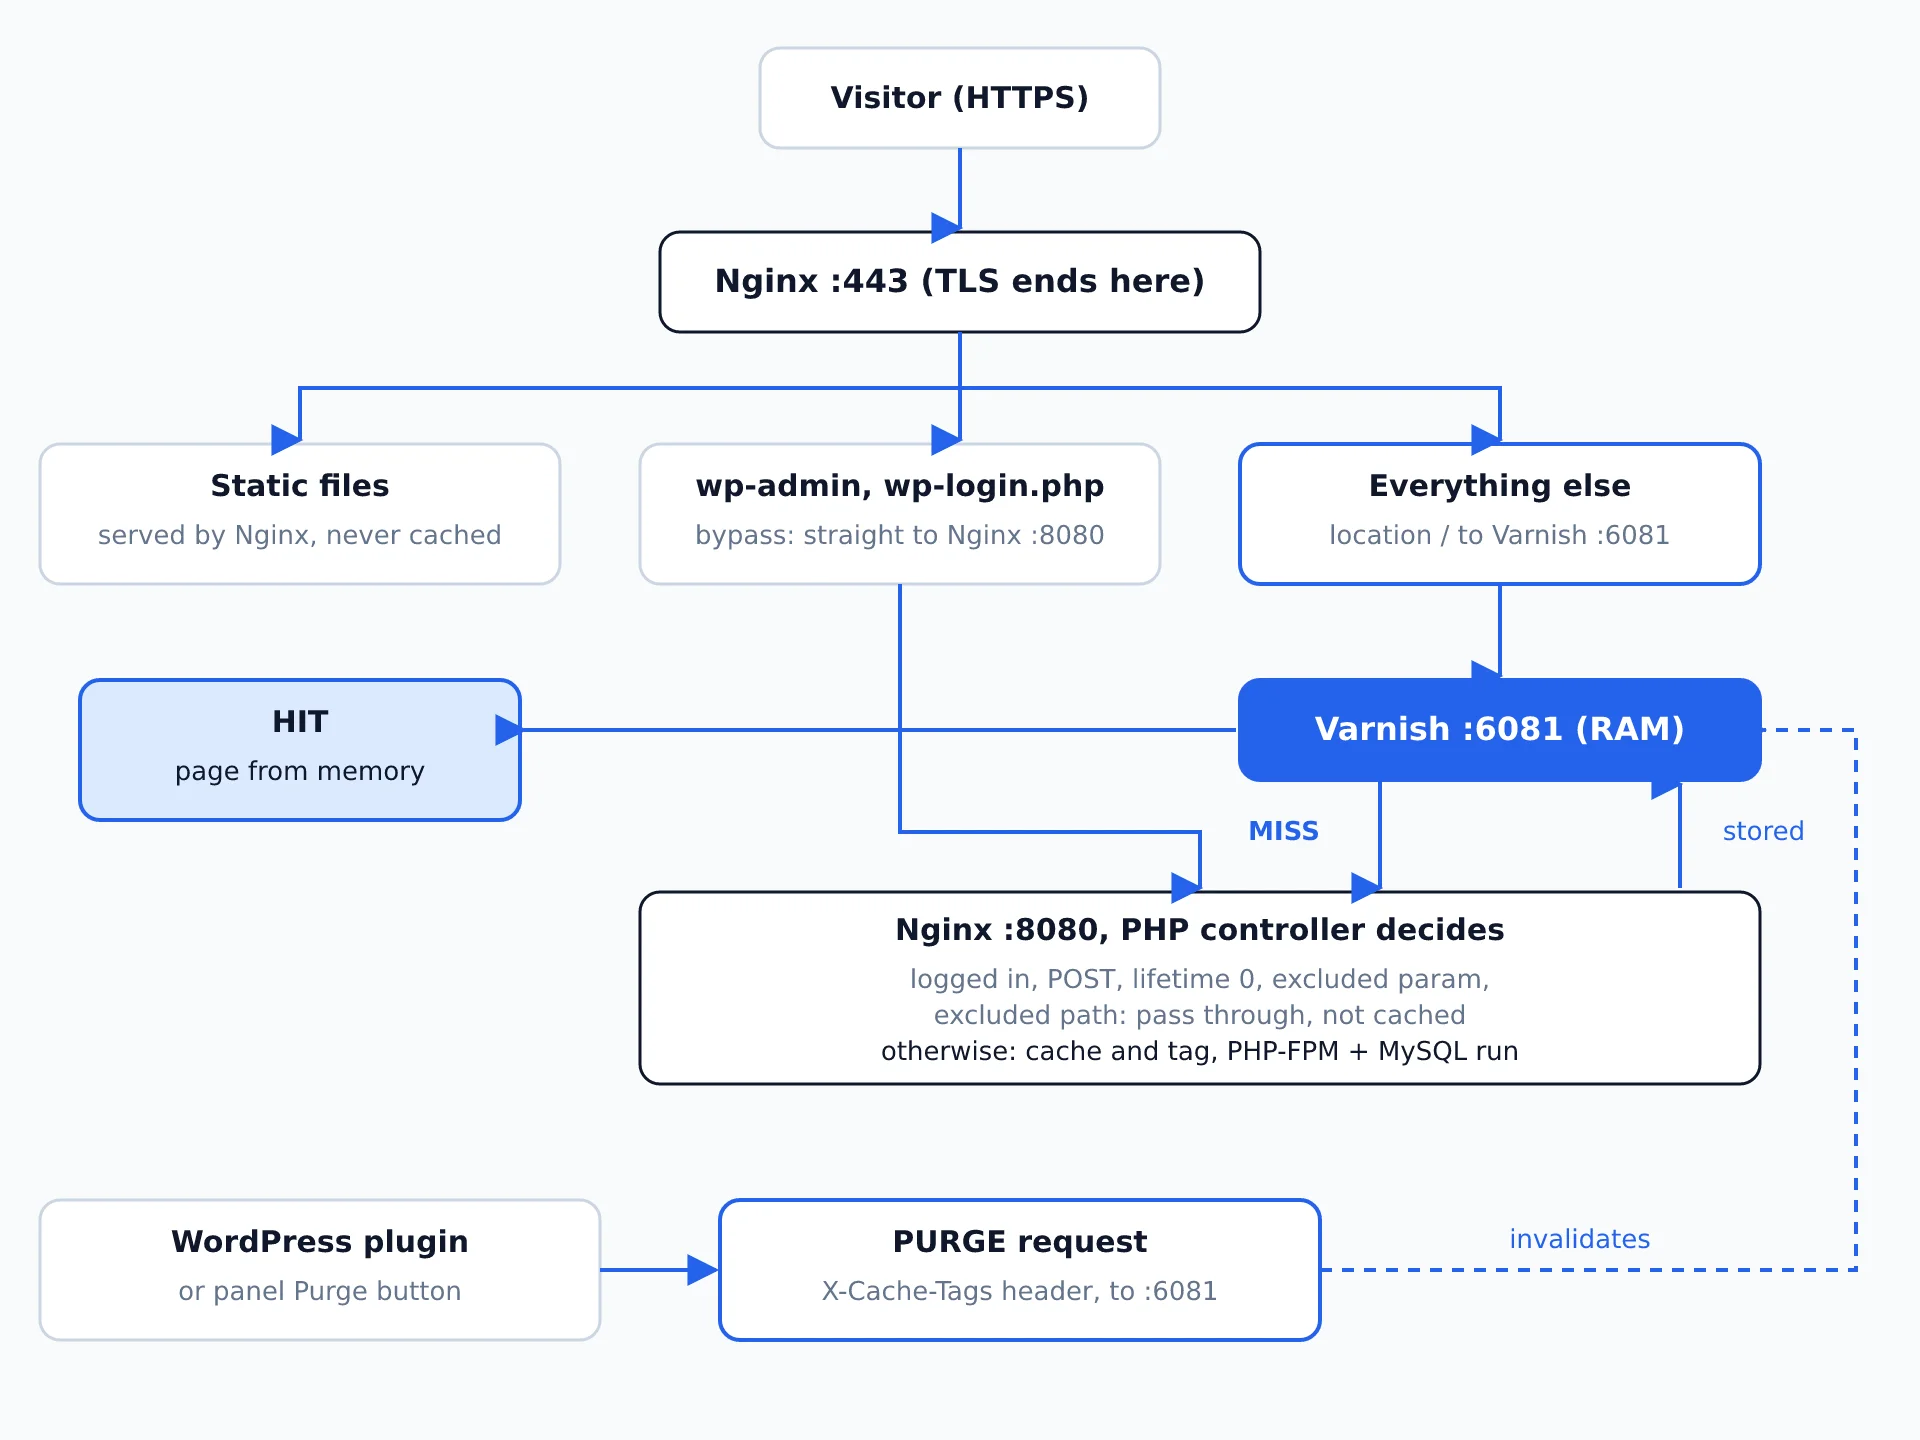 Visitor (HTTPS)
Nginx :443 (TLS ends here)
Static files
served by Nginx, never cached
wp-admin, wp-login.php
bypass: straight to Nginx :8080
Everything else
location / to Varnish :6081
HIT
page from memory
Varnish :6081 (RAM)
MISS
stored
Nginx :8080, PHP controller decides
logged in, POST, lifetime 0, excluded param,
excluded path: pass through, not cached
otherwise: cache and tag, PHP-FPM + MySQL run
WordPress plugin
or panel Purge button
PURGE request
X-Cache-Tags header, to :6081
invalidates